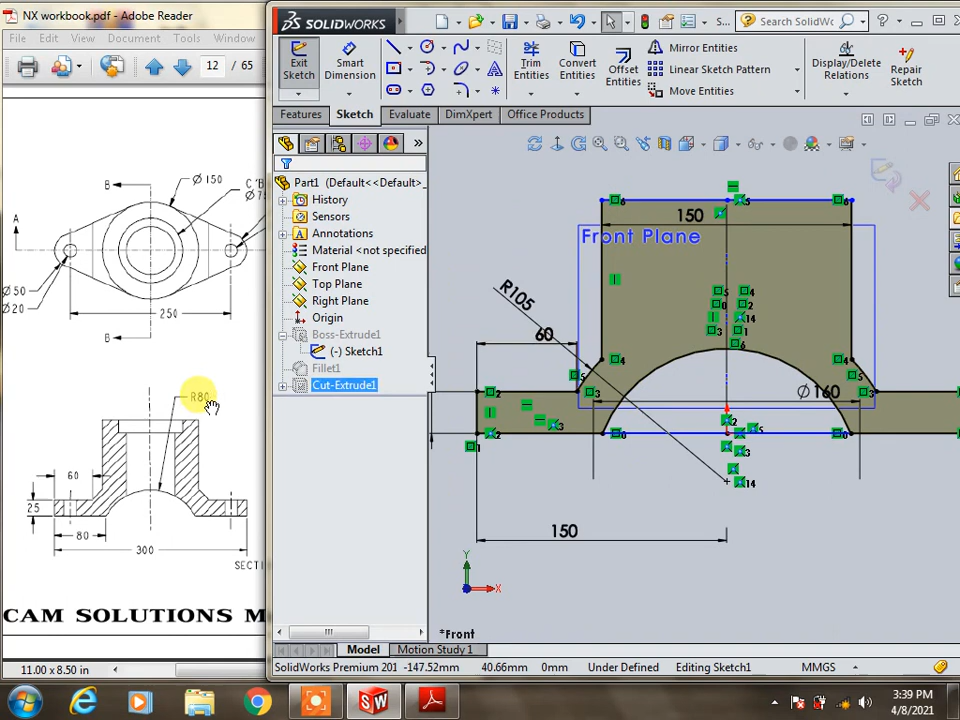 NX workbook.pdf - Adobe Reader
File Edit View Document Tools Window
12 / 65
B
Ø 150
A
Ø50
Ø20
250
B
R80
60
25
80
300
CAM SOLUTIONS M
11.00 x 8.50 in
SOLIDWORKS
S...
Search SolidWo
Exit Sketch
Smart Dimension
Trim Entities
Convert Entities
Offset Entities
Mirror Entities
Linear Sketch Pattern
Move Entities
Display/Delete Relations
Repair Sketch
Features Sketch Evaluate DimXpert Office Products
Part1 (Default<<Default>_
History
Sensors
Annotations
Material <not specified
Front Plane
Top Plane
Right Plane
Origin
Boss-Extrude1
(-) Sketch1
Fillet1
Cut-Extrude1
150
Front Plane
R105
60
Ø 160
150
Y
X
*Front
Model Motion Study 1
SolidWorks Premium 201 -147.52mm 40.66mm 0mm Under Defined Editing Sketch1 MMGS
3:39 PM
4/8/2021